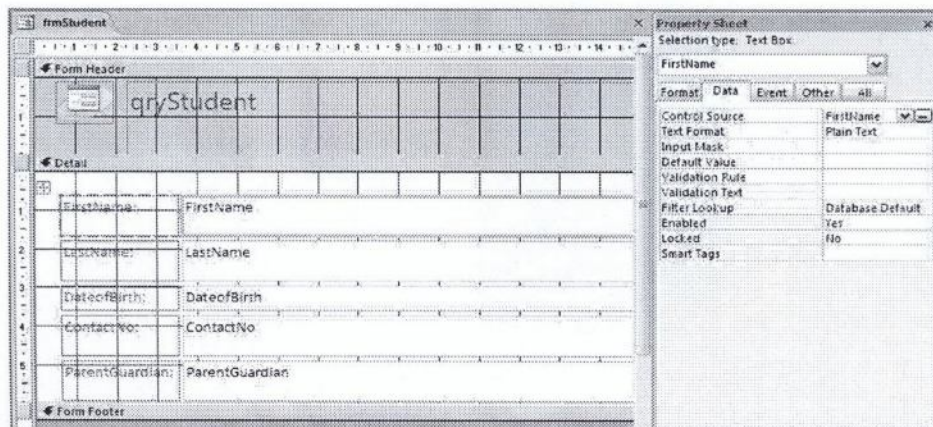 frmStudent
Form Header
qryStudent
Detail
FirstName: FirstName
LastName: LastName
DateofBirth: DateofBirth
ContactNo: ContactNo
ParentGuardian: ParentGuardian
Form Footer
Property Sheet
Selection type: Text Box
FirstName
Format Data Event Other All
Control Source FirstName
Text Format Plain Text
Input Mask
Default Value
Validation Rule
Validation Text
Filter Lookup Database Default
Enabled Yes
Locked No
Smart Tags